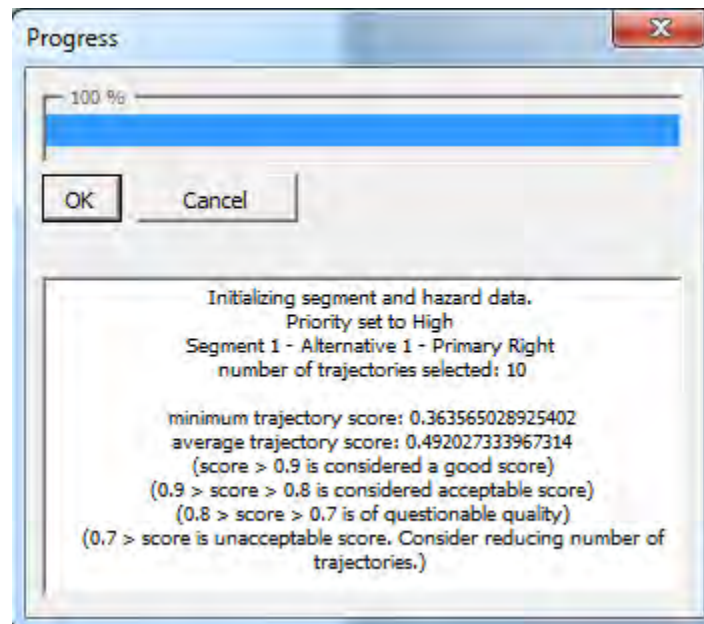 Progress
100 %
OK
Cancel
Initializing segment and hazard data.
Priority set to High
Segment 1 - Alternative 1 - Primary Right
number of trajectories selected: 10
minimum trajectory score: 0.363565028925402
average trajectory score: 0.492027333967314
(score > 0.9 is considered a good score)
(0.9 > score > 0.8 is considered acceptable score)
(0.8 > score > 0.7 is of questionable quality)
(0.7 > score is unacceptable score. Consider reducing number of
trajectories.)